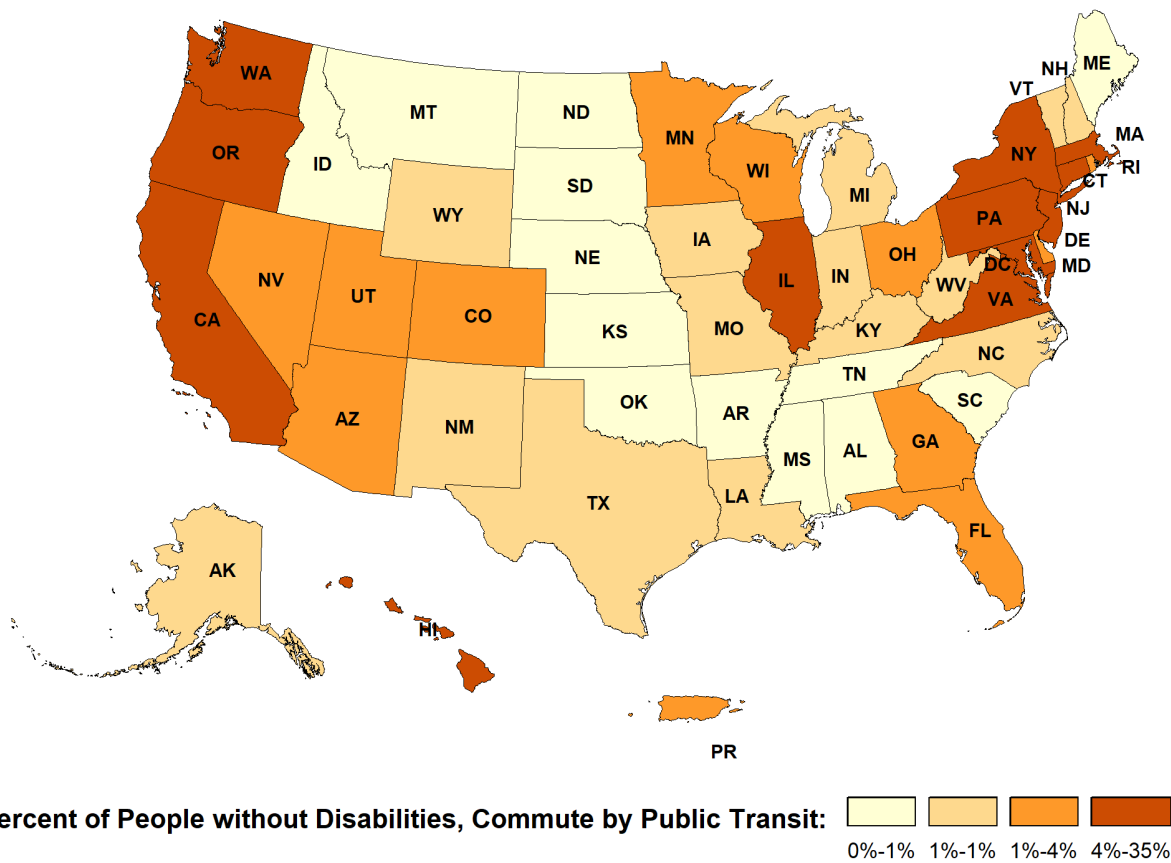 ME
NH
VT
WA
MT
ND
MN
MA
OR
NY
ID
WI
RI
SD
CT
MI
WY
NJ
PA
IA
DE
NE
OH
DC
MD
NV
IL
IN
WV
UT
VA
CO
CA
KS
MO
KY
NC
TN
OK
SC
AR
AZ
NM
GA
MS
AL
LA
TX
FL
AK
HI
PR
ercent of People without Disabilities, Commute by Public Transit:
0%-1% 1%-1% 1%-4% 4%-35%